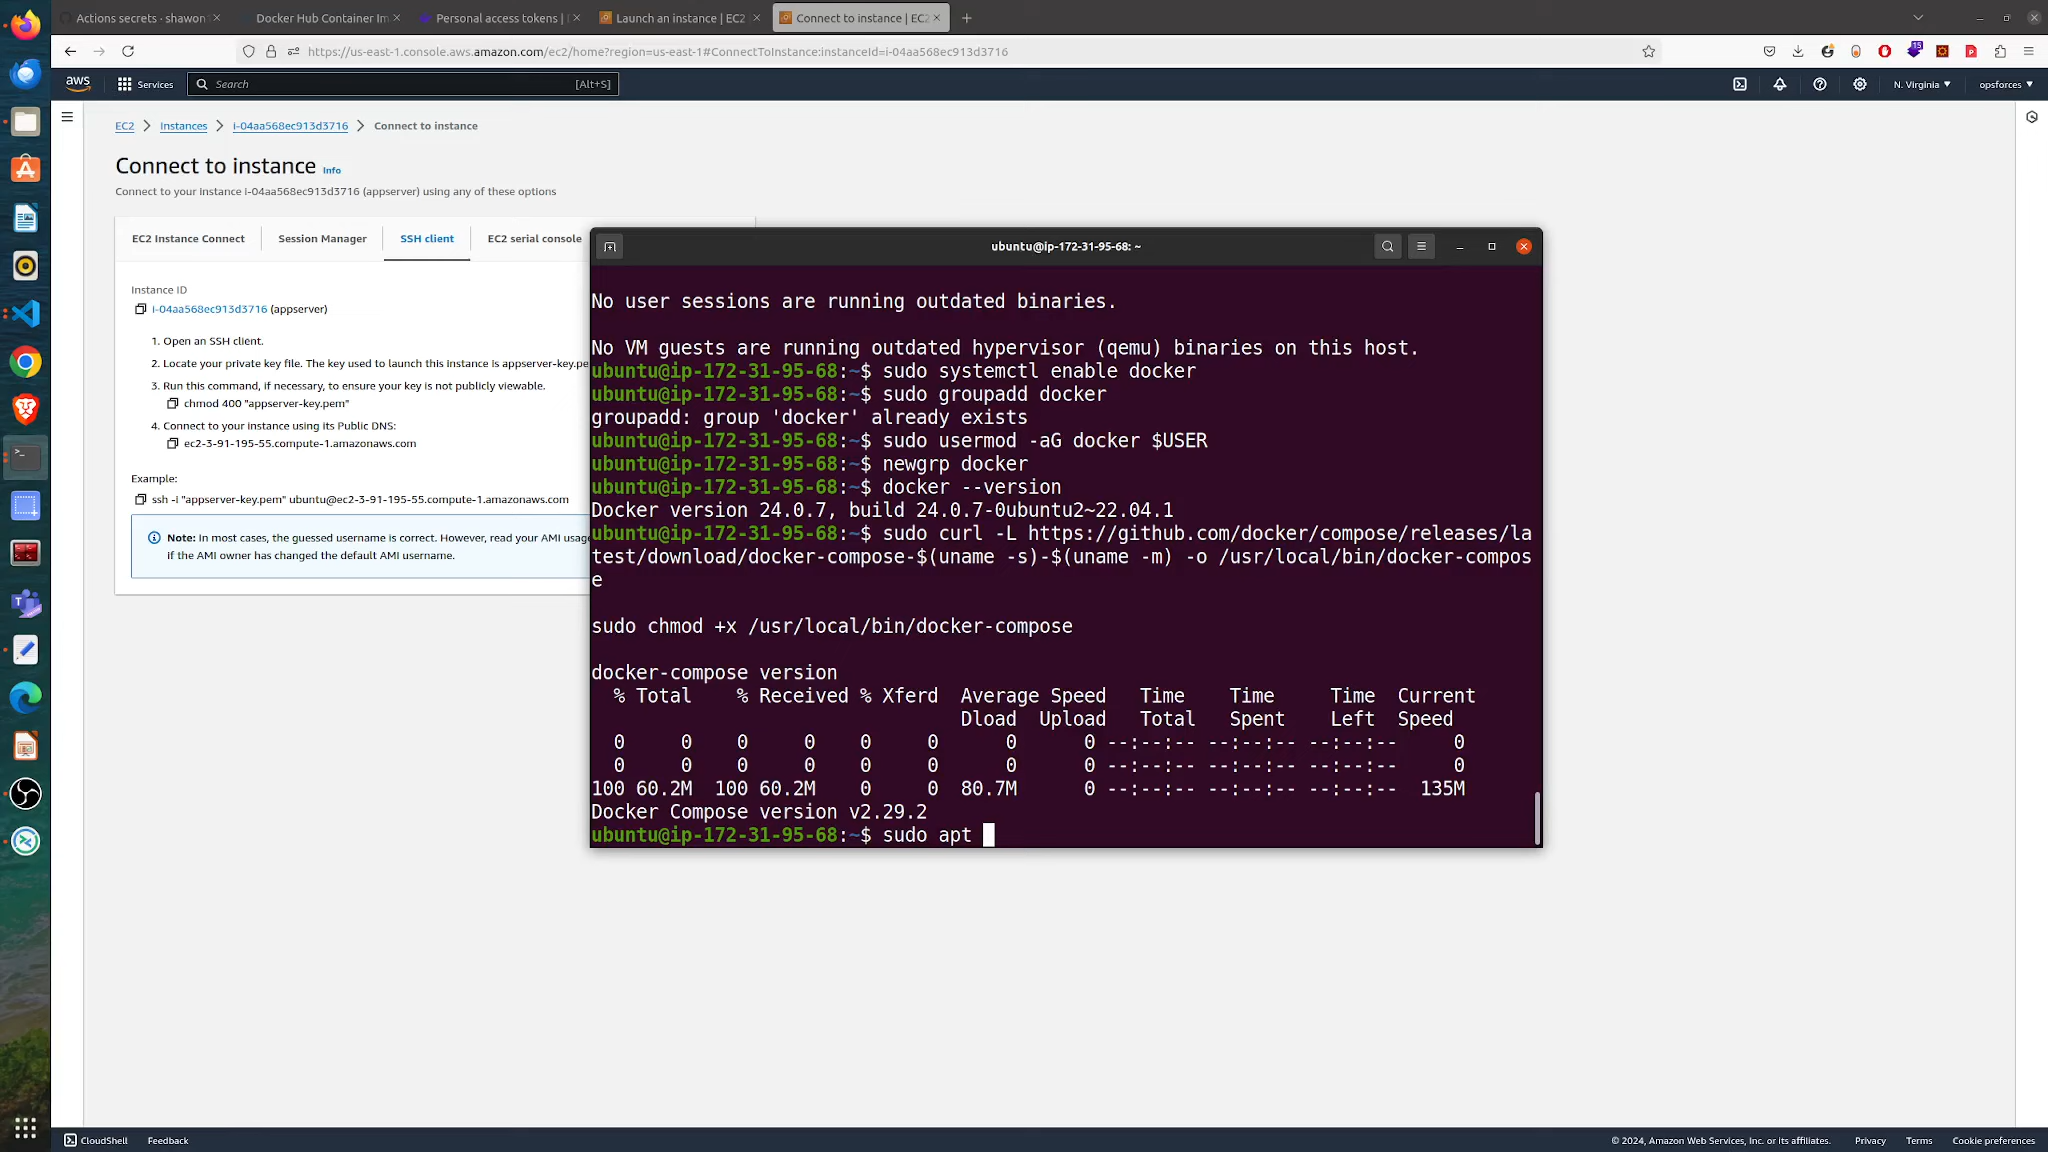 Actions secrets - shawon
Docker Hub Container Im
Personal access tokens |
Launch an instance | EC2
Connect to instance | EC2
https://us-east-1.console.aws.amazon.com/ec2/home?region=us-east-1#ConnectToInstance:instanceId=i-04aa568ec913d3716
15
aws
Services
Search
[Alt+S]
N. Virginia
opsforces
EC2
Instances
i-04aa568ec913d3716
Connect to instance
Connect to instance Info
Connect to your instance i-04aa568ec913d3716 (appserver) using any of these options
EC2 Instance Connect
Session Manager
SSH client
EC2 serial console
Instance ID
i-04aa568ec913d3716 (appserver)
1. Open an SSH client.
2. Locate your private key file. The key used to launch this instance is appserver-key.pe
3. Run this command, if necessary, to ensure your key is not publicly viewable.
chmod 400 "appserver-key.pem"
4. Connect to your instance using its Public DNS:
ec2-3-91-195-55.compute-1.amazonaws.com
Example:
ssh -i "appserver-key.pem" ubuntu@ec2-3-91-195-55.compute-1.amazonaws.com
Note: In most cases, the guessed username is correct. However, read your AMI usag
if the AMI owner has changed the default AMI username.
ubuntu@ip-172-31-95-68: ~
No user sessions are running outdated binaries.
No VM guests are running outdated hypervisor (qemu) binaries on this host.
ubuntu@ip-172-31-95-68:~$ sudo systemctl enable docker
ubuntu@ip-172-31-95-68:~$ sudo groupadd docker
groupadd: group 'docker' already exists
ubuntu@ip-172-31-95-68:~$ sudo usermod -aG docker $USER
ubuntu@ip-172-31-95-68:~$ newgrp docker
ubuntu@ip-172-31-95-68:~$ docker --version
Docker version 24.0.7, build 24.0.7-0ubuntu2~22.04.1
ubuntu@ip-172-31-95-68:~$ sudo curl -L https://github.com/docker/compose/releases/la
test/download/docker-compose-$(uname -s)-$(uname -m) -o /usr/local/bin/docker-compos
e
sudo chmod +x /usr/local/bin/docker-compose
docker-compose version
% Total % Received % Xferd Average Speed Time Time Time Current
Dload Upload Total Spent Left Speed
0 0 0 0 0 0 0 0 --:--:-- --:--:-- --:--:-- 0
0 0 0 0 0 0 0 0 --:--:-- --:--:-- --:--:-- 0
100 60.2M 100 60.2M 0 0 80.7M 0 --:--:-- --:--:-- --:--:-- 135M
Docker Compose version v2.29.2
ubuntu@ip-172-31-95-68:~$ sudo apt
CloudShell
Feedback
© 2024, Amazon Web Services, Inc. or its affiliates.
Privacy
Terms
Cookie preferences